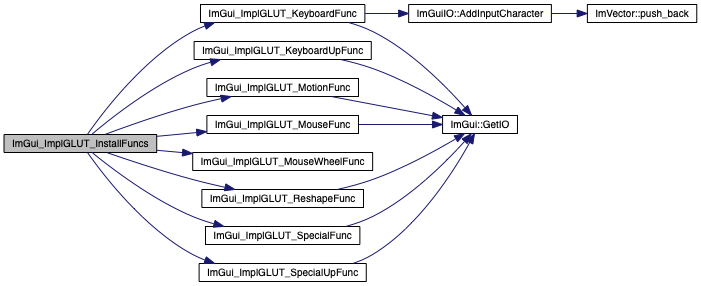 ImGui_ImplGLUT_KeyboardFunc
ImGuiIO::AddInputCharacter
ImVector::push_back
ImGui_ImplGLUT_KeyboardUpFunc
ImGui_ImplGLUT_MotionFunc
ImGui_ImplGLUT_MouseFunc
ImGui::GetIO
ImGui_ImplGLUT_InstallFuncs
ImGui_ImplGLUT_MouseWheelFunc
ImGui_ImplGLUT_ReshapeFunc
ImGui_ImplGLUT_SpecialFunc
ImGui_ImplGLUT_SpecialUpFunc